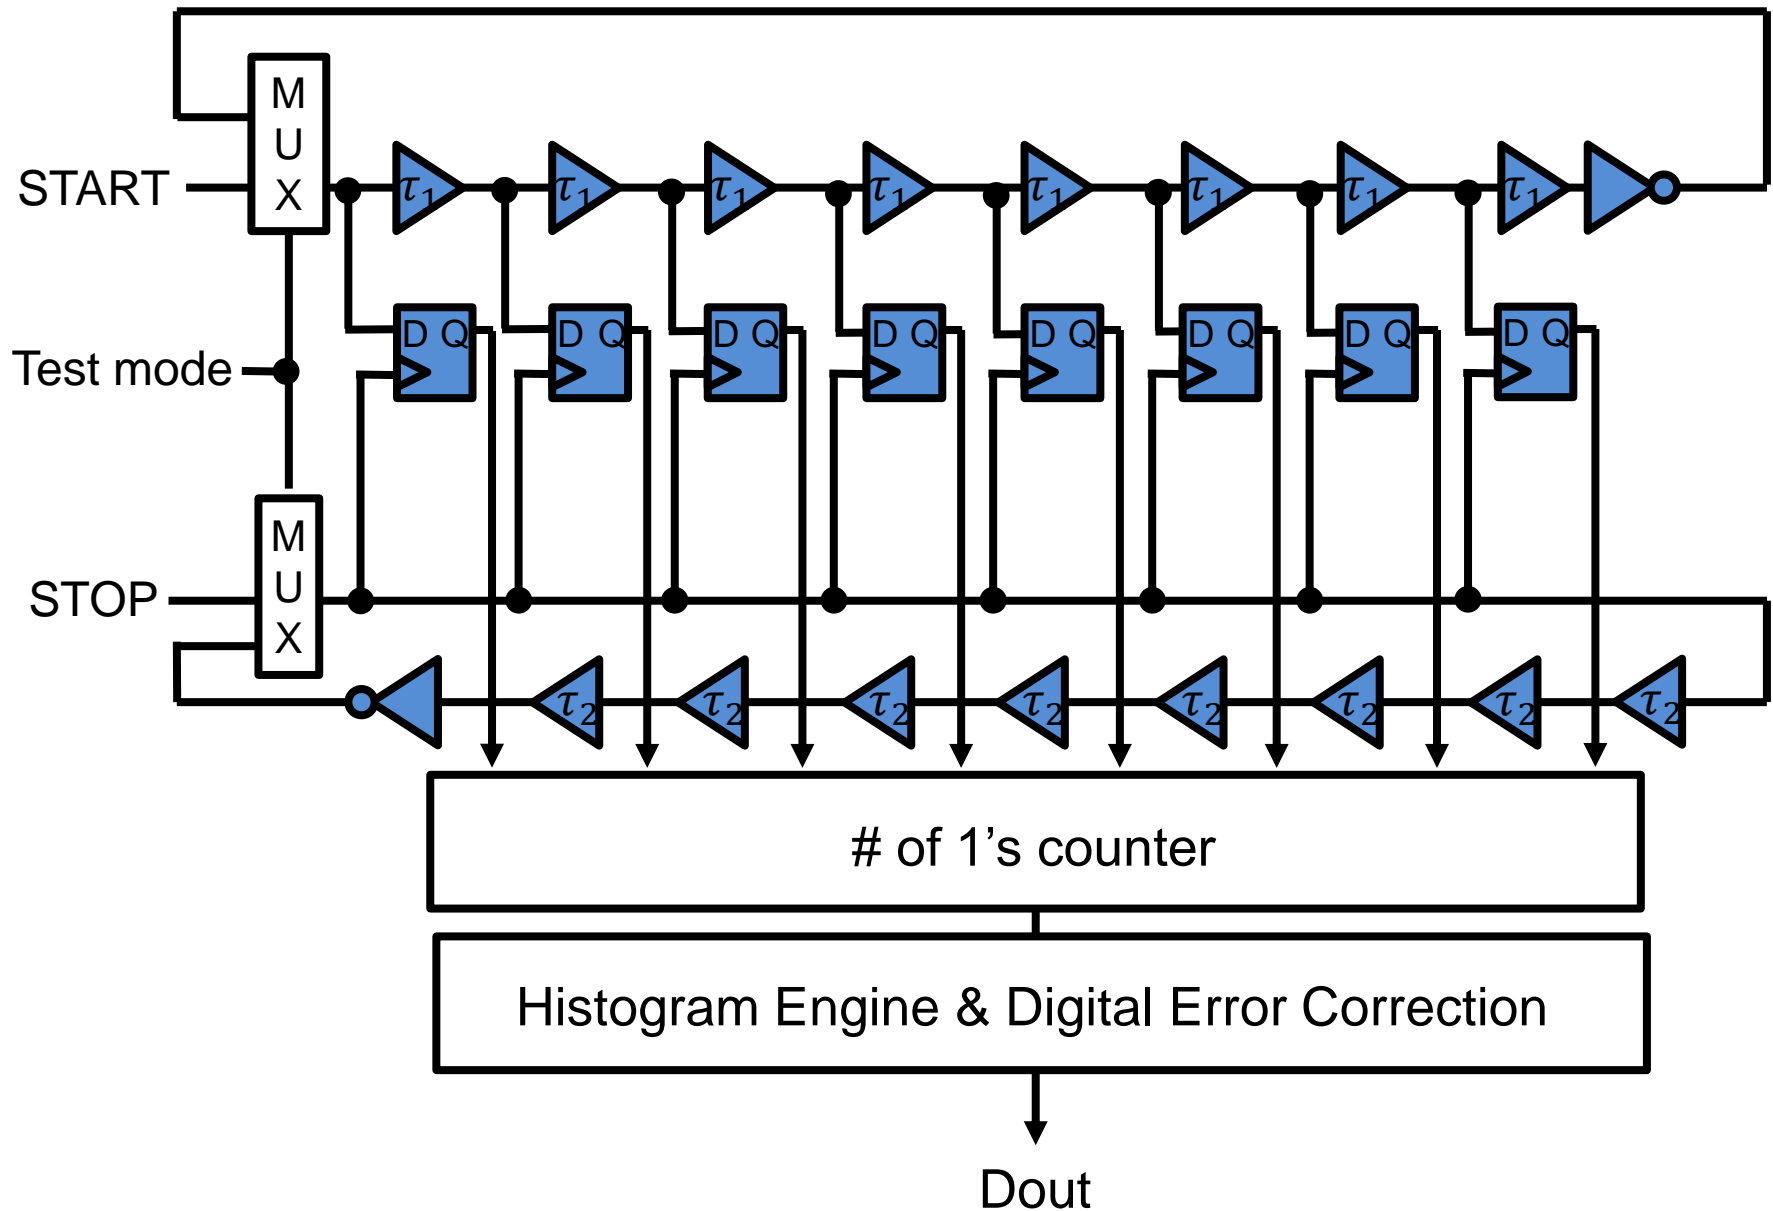 M
U
X
START
τ1 τ1 τ1 τ1 τ1 τ1 τ1 τ1
D Q D Q D Q D Q D Q D Q D Q D Q
Test mode
M
U
X
STOP
τ2 τ2 τ2 τ2 τ2 τ2 τ2 τ2
# of 1’s counter
Histogram Engine & Digital Error Correction
Dout